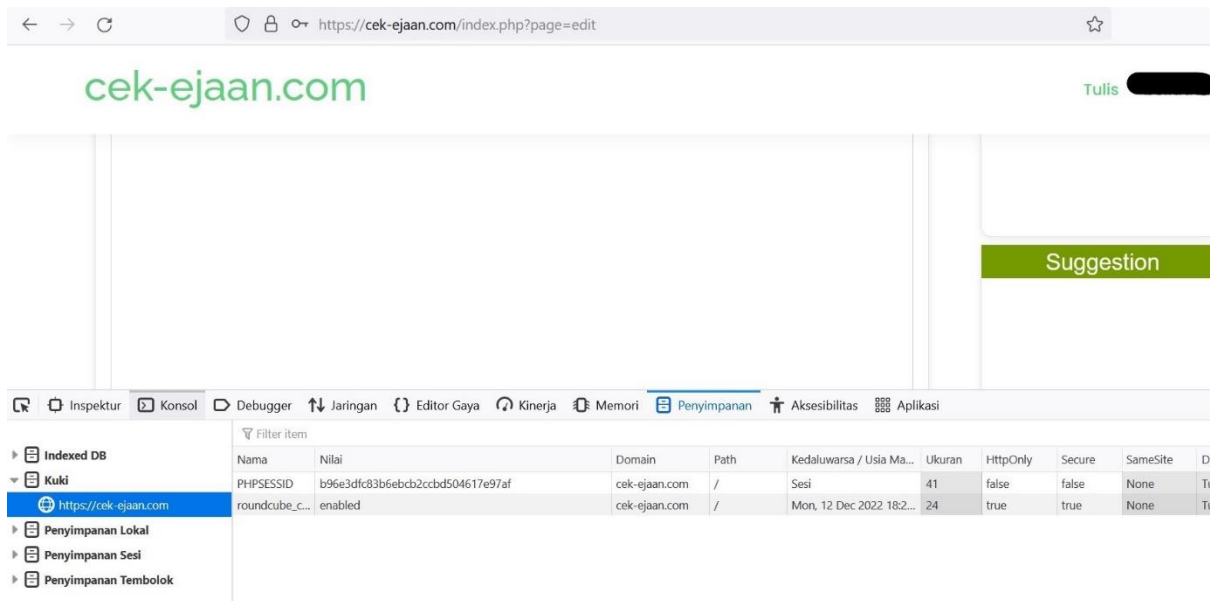 https://cek-ejaan.com/index.php?page=edit
cek-ejaan.com
Tulis
Suggestion
Inspektur Konsol Debugger Jaringan Editor Gaya Kinerja Memori Penyimpanan Aksesibilitas Aplikasi
Filter item
Indexed DB
Kuki
https://cek-ejaan.com
Penyimpanan Lokal
Penyimpanan Sesi
Penyimpanan Tembolok
Nama Nilai Domain Path Kedaluwarsa / Usia Ma... Ukuran HttpOnly Secure SameSite D
PHPSESSID b96e3dfc83b6ebcb2ccbd504617e97af cek-ejaan.com / Sesi 41 false false None Tu
roundcube_c... enabled cek-ejaan.com / Mon, 12 Dec 2022 18:2... 24 true true None Tu